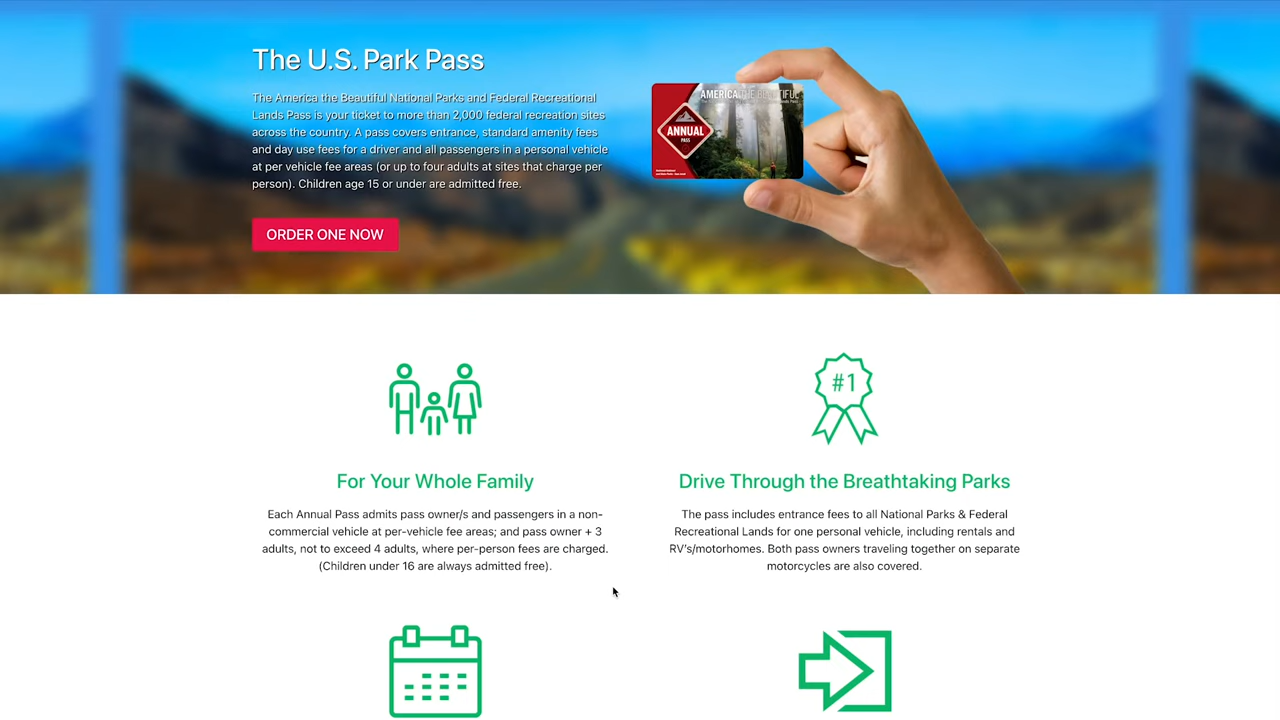 The U.S. Park Pass
The America the Beautiful National Parks and Federal Recreational
Lands Pass is your ticket to more than 2,000 federal recreation sites
across the country. A pass covers entrance, standard amenity fees
and day use fees for a driver and all passengers in a personal vehicle
at per vehicle fee areas (or up to four adults at sites that charge per
person). Children age 15 or under are admitted free.
ORDER ONE NOW
AMERICA THE BEAUTIFUL
ANNUAL
PASS
#1
For Your Whole Family
Each Annual Pass admits pass owner/s and passengers in a non-
commercial vehicle at per-vehicle fee areas; and pass owner + 3
adults, not to exceed 4 adults, where per-person fees are charged.
(Children under 16 are always admitted free).
Drive Through the Breathtaking Parks
The pass includes entrance fees to all National Parks & Federal
Recreational Lands for one personal vehicle, including rentals and
RV's/motorhomes. Both pass owners traveling together on separate
motorcycles are also covered.